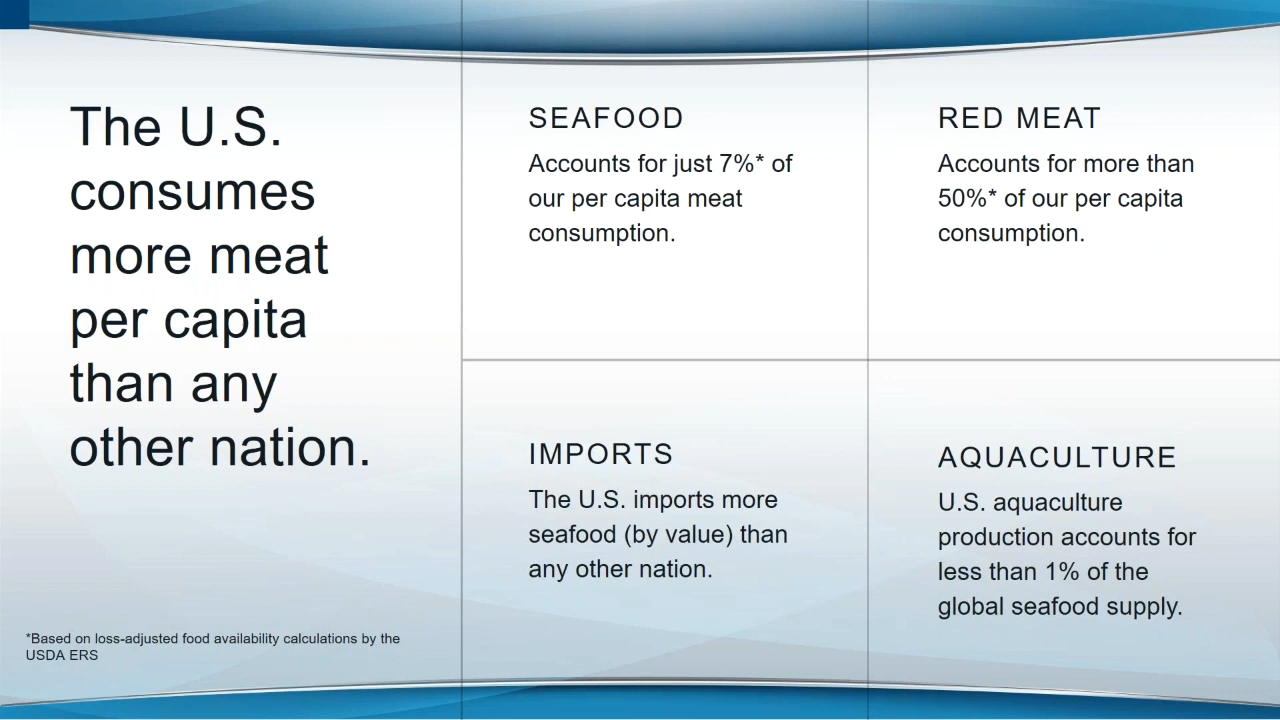 The U.S.
consumes
more meat
per capita
than any
other nation.
*Based on loss-adjusted food availability calculations by the
USDA ERS
SEAFOOD
Accounts for just 7%* of
our per capita meat
consumption.
RED MEAT
Accounts for more than
50%* of our per capita
consumption.
IMPORTS
The U.S. imports more
seafood (by value) than
any other nation.
AQUACULTURE
U.S. aquaculture
production accounts for
less than 1% of the
global seafood supply.